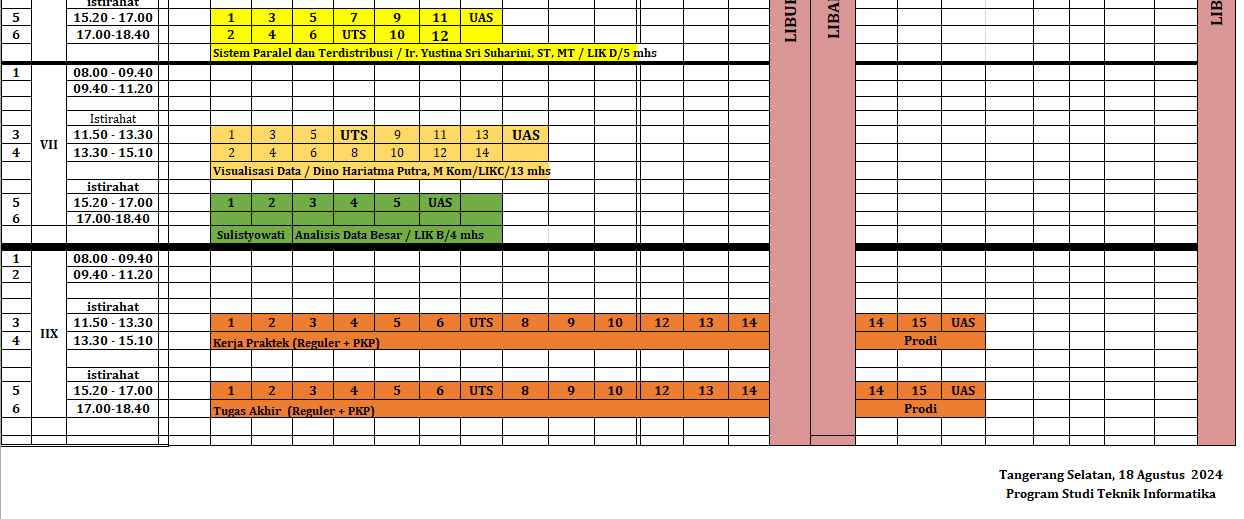 istirahat
5 15.20 - 17.00 1 3 5 7 9 11 UAS
6 17.00-18.40 2 4 6 UTS 10 12
Sistem Paralel dan Terdistribusi / Ir. Yustina Sri Suharini, ST, MT / LIK D/5 mhs
1 08.00 - 09.40
09.40 - 11.20
Istirahat
3 11.50 - 13.30 1 3 5 UTS 9 11 13 UAS
VII
4 13.30 - 15.10 2 4 6 8 10 12 14
Visualisasi Data / Dino Hariatma Putra, M Kom/LIKC/13 mhs
istirahat
5 15.20 - 17.00 1 2 3 4 5 UAS
6 17.00-18.40
Sulistyowati Analisis Data Besar / LIK B/4 mhs
1 08.00 - 09.40
2 09.40 - 11.20
istirahat
3 11.50 - 13.30 1 2 3 4 5 6 UTS 8 9 10 12 13 14 14 15 UAS
IIX
4 13.30 - 15.10 Kerja Praktek (Reguler + PKP) Prodi
istirahat
5 15.20 - 17.00 1 2 3 4 5 6 UTS 8 9 10 12 13 14 14 15 UAS
6 17.00-18.40 Tugas Akhir (Reguler + PKP) Prodi
Tangerang Selatan, 18 Agustus 2024
Program Studi Teknik Informatika